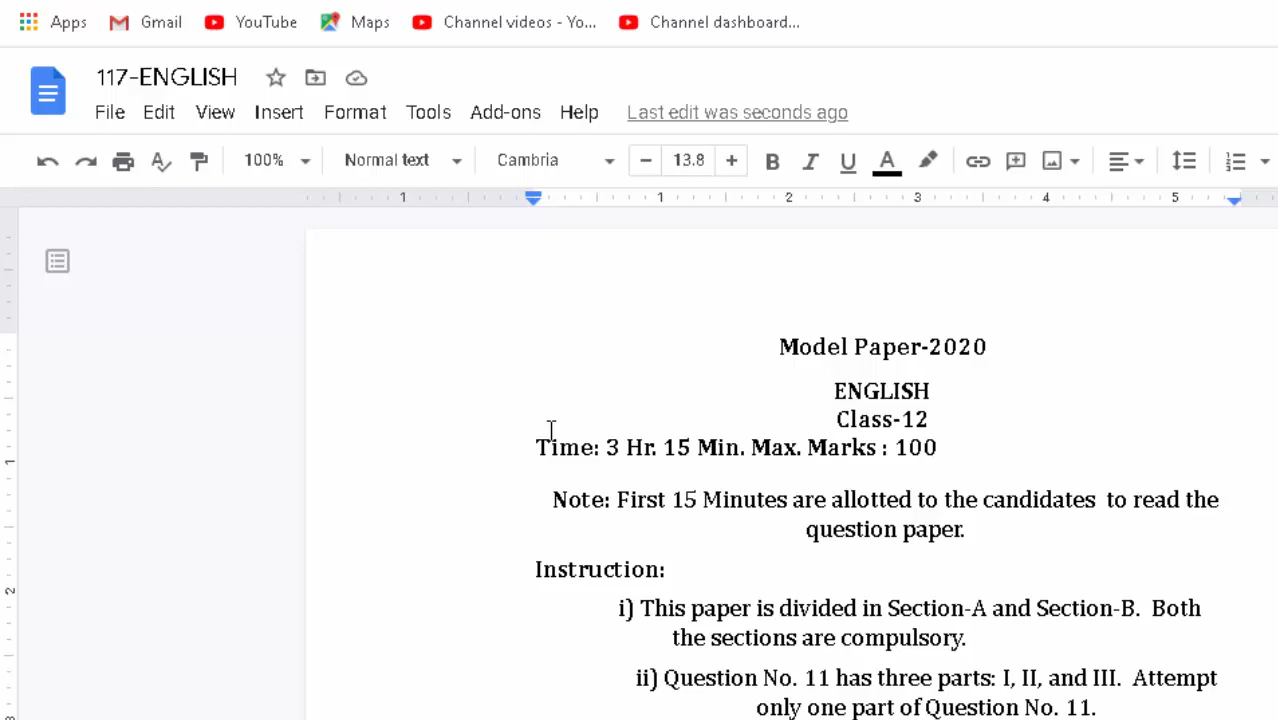 Apps Gmail YouTube Maps Channel videos - Yo... Channel dashboard...
117-ENGLISH
File Edit View Insert Format Tools Add-ons Help Last edit was seconds ago
100% Normal text Cambria − 13.8 + B I U A
1 1 2 3 4 5
Model Paper-2020
ENGLISH
Class-12
Time: 3 Hr. 15 Min. Max. Marks : 100
1
Note: First 15 Minutes are allotted to the candidates to read the
question paper.
Instruction:
2
i) This paper is divided in Section-A and Section-B. Both
the sections are compulsory.
ii) Question No. 11 has three parts: I, II, and III. Attempt
only one part of Question No. 11.